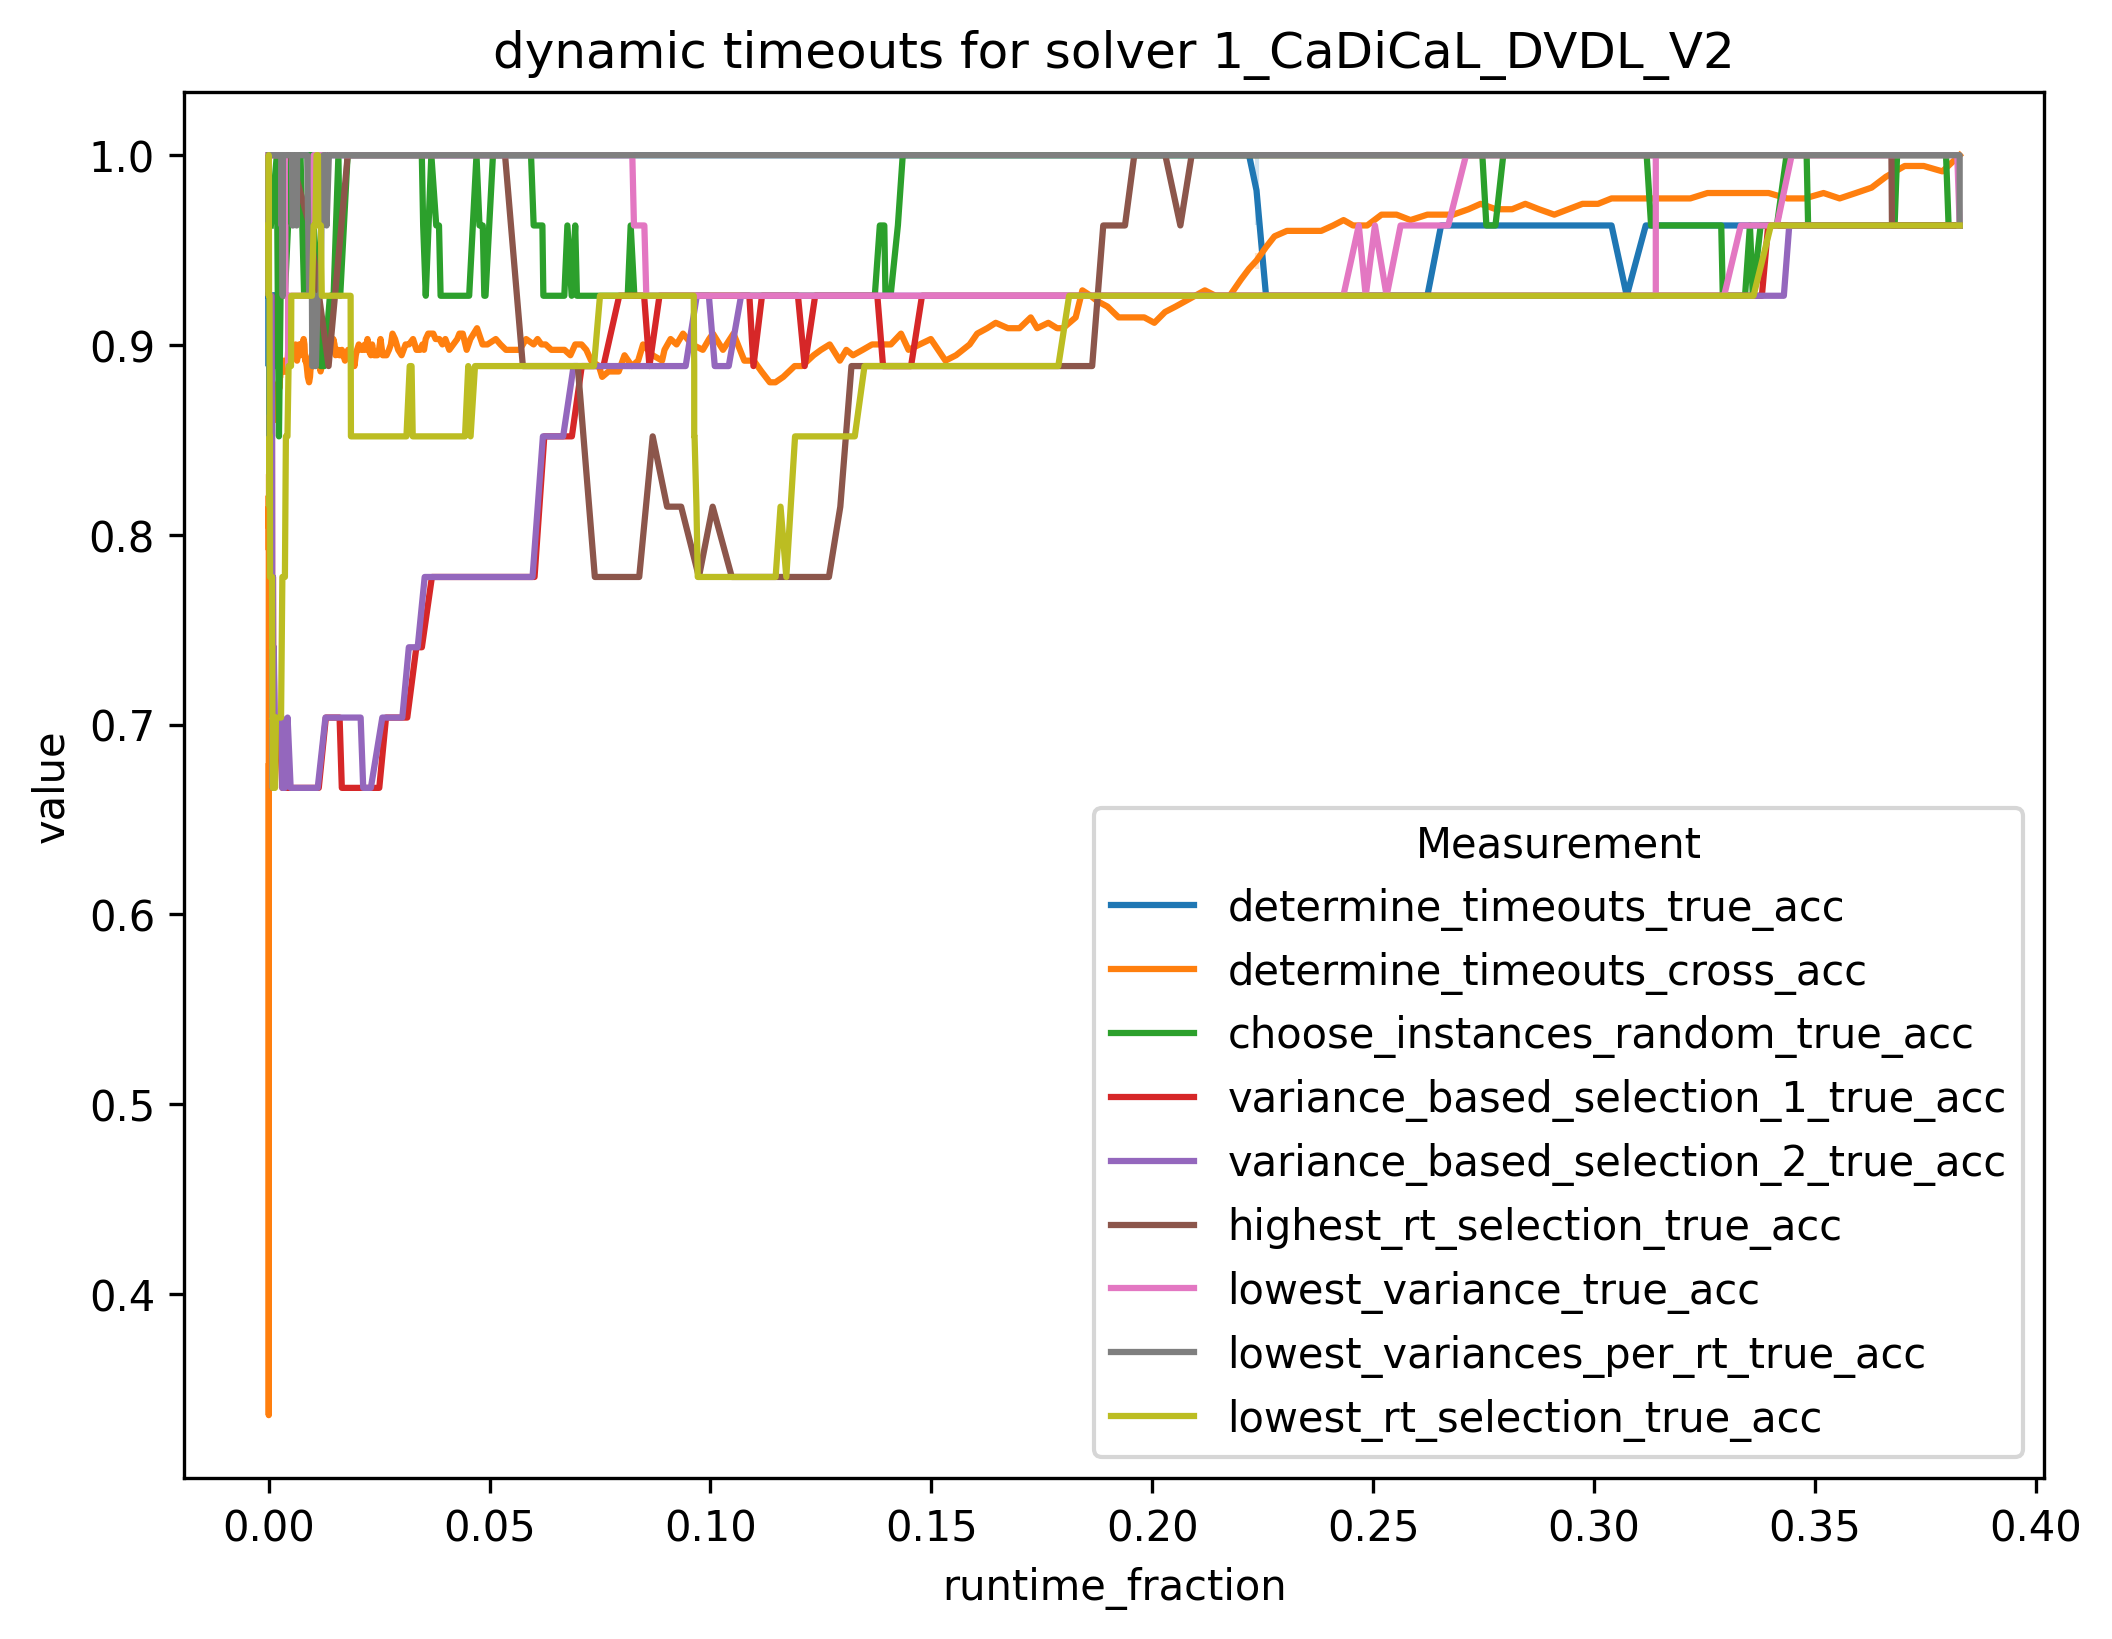 dynamic timeouts for solver 1_CaDiCaL_DVDL_V2
1.0
0.9
0.8
0.7
0.6
0.5
0.4
value
Measurement
determine_timeouts_true_acc
determine_timeouts_cross_acc
choose_instances_random_true_acc
variance_based_selection_1_true_acc
variance_based_selection_2_true_acc
highest_rt_selection_true_acc
lowest_variance_true_acc
lowest_variances_per_rt_true_acc
lowest_rt_selection_true_acc
0.00 0.05 0.10 0.15 0.20 0.25 0.30 0.35 0.40
runtime_fraction